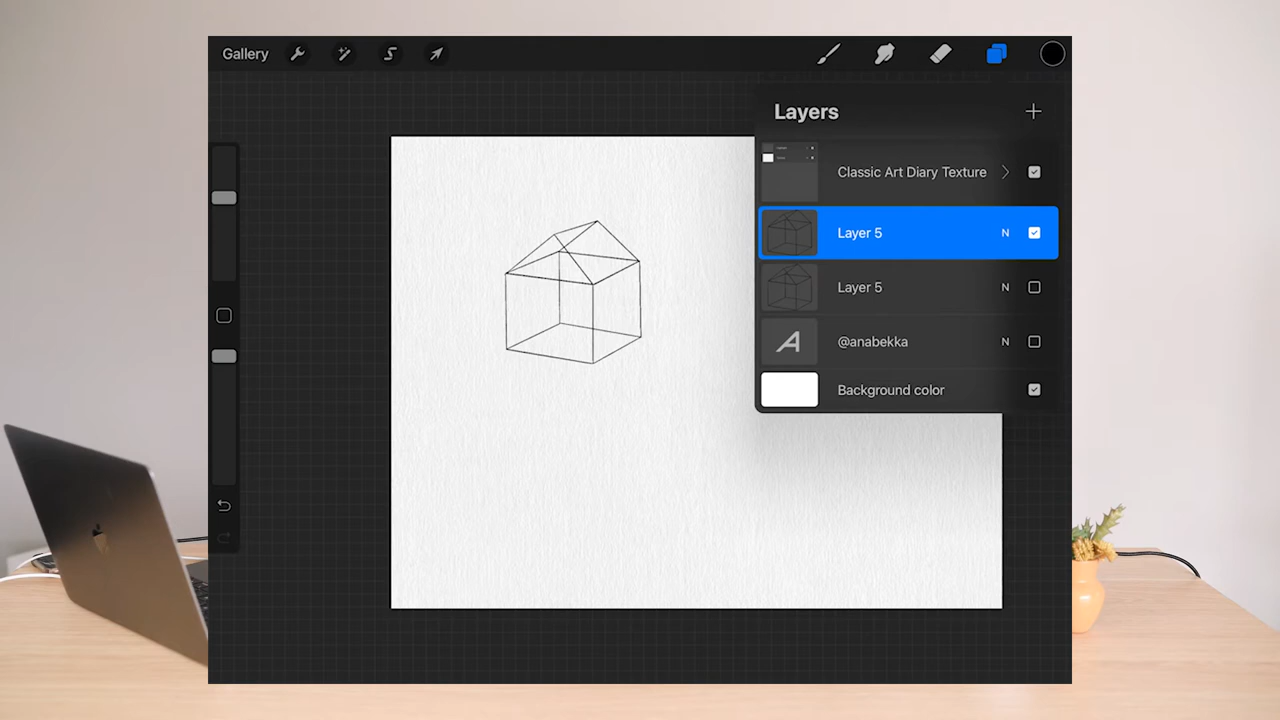 Gallery
Layers
Classic Art Diary Texture
Layer 5 N
Layer 5 N
@anabekka N
Background color